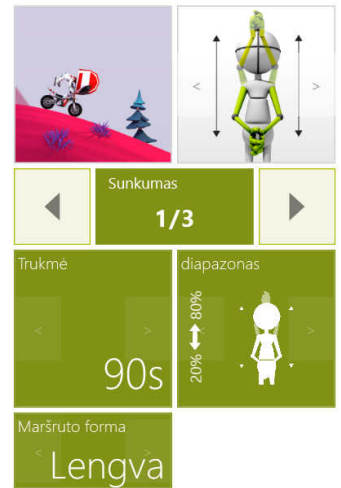 Sunkumas
1/3
Trukmė
90s
diapazonas
20% ↔ 80%
Maršruto forma
Lengva